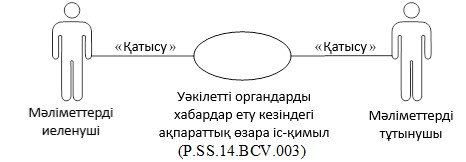 «Қатысу»
«Қатысу»
Мәліметтерді
иеленуші
Уәкілетті органдарды
хабардар ету кезіндегі
ақпараттық өзара іс-қимыл
(P.SS.14.BCV.003)
Мәліметтерді
тұтынушы